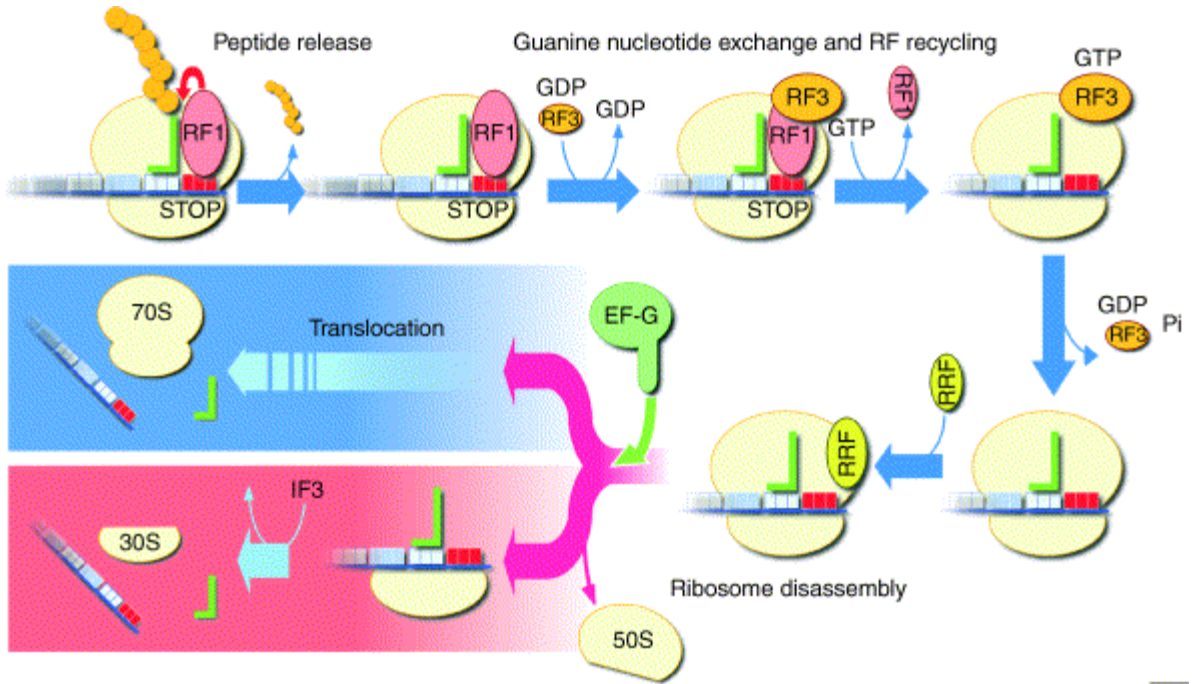 Peptide release
Guanine nucleotide exchange and RF recycling
RF1
STOP
RF1
STOP
GDP
RF3
GDP
RF3
RF1
STOP
GTP
RF1
GTP
RF3
GDP
RF3
Pi
RRF
RRF
Ribosome disassembly
EF-G
70S
Translocation
IF3
30S
50S